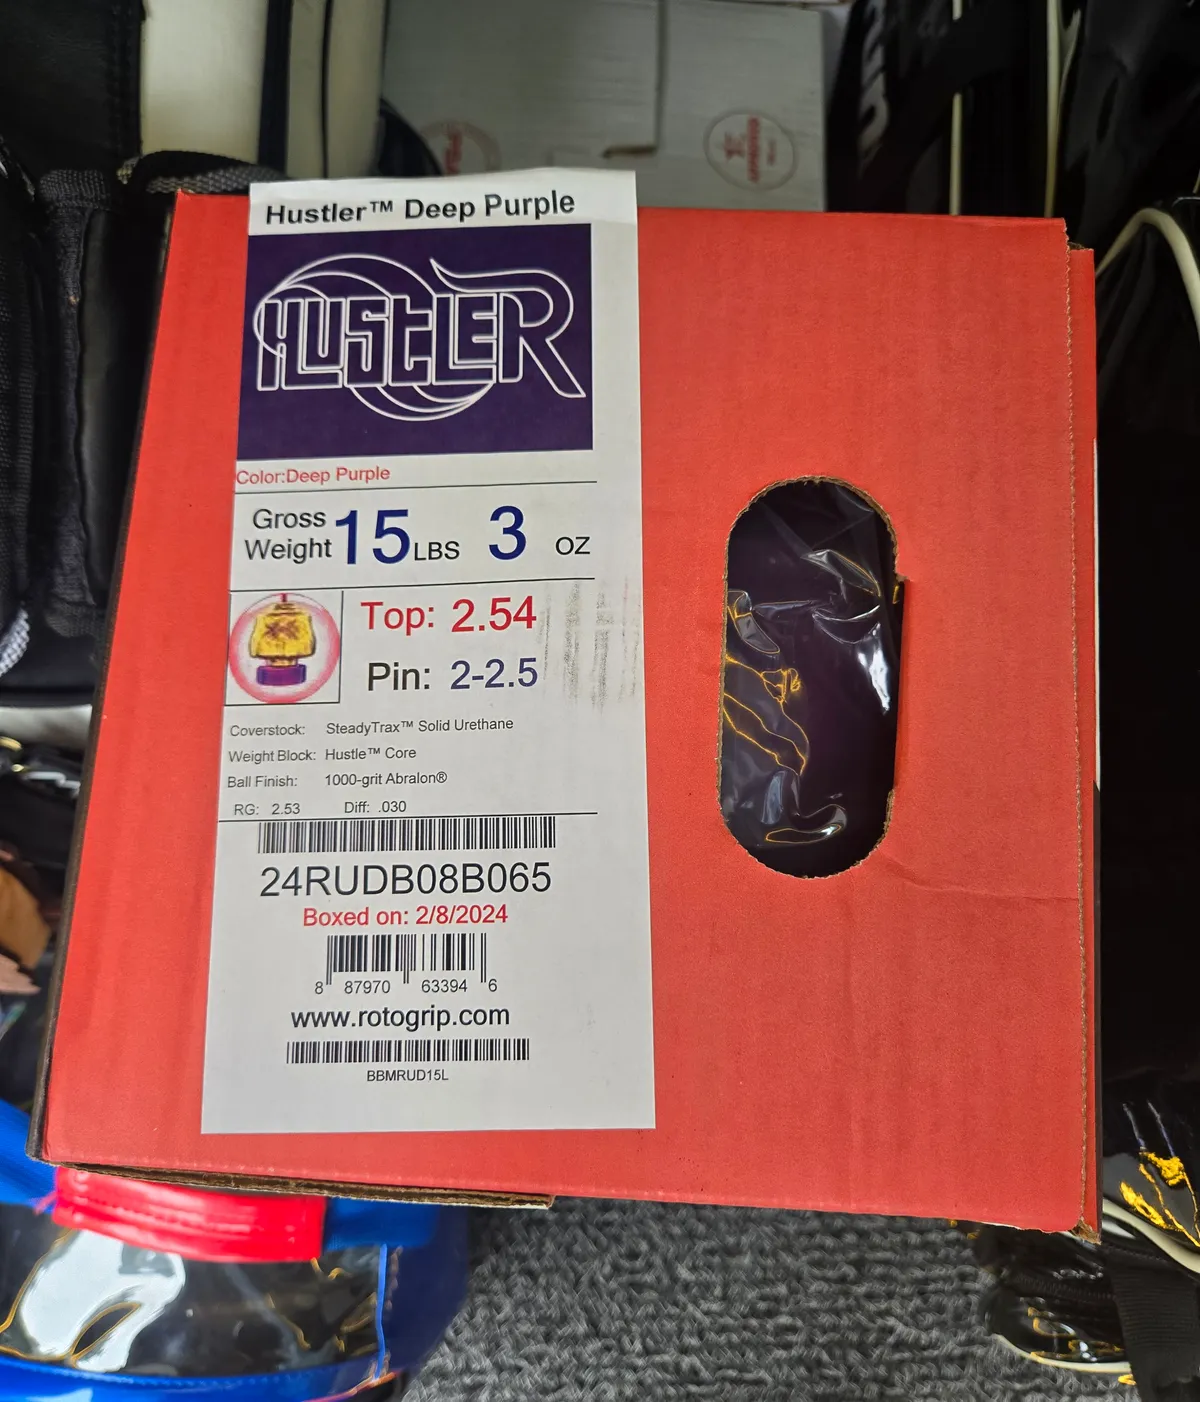 Hustler™ Deep Purple
HUStLER
Color:Deep Purple
Gross Weight 15 LBS 3 OZ
Top: 2.54
Pin: 2-2.5
Coverstock: SteadyTrax™ Solid Urethane
Weight Block: Hustle™ Core
Ball Finish: 1000-grit Abralon®
RG: 2.53 Diff: .030
24RUDB08B065
Boxed on: 2/8/2024
8 87970 63394 6
www.rotogrip.com
BBMRUD15L